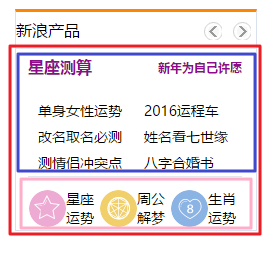 新浪产品
星座测算 新年为自己许愿
单身女性运势 2016运程车
改名取名必测 姓名看七世缘
测情侣冲突点 八字合婚书
星座 周公 生肖
运势 解梦 运势
8